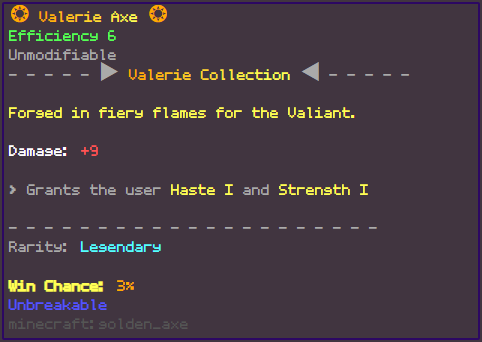 Valerie Axe
Efficiency 6
Unmodifiable
- - - - - ▶ Valerie Collection ◀ - - - - -
Forged in fiery flames for the Valiant.
Damage: +9
> Grants the user Haste I and Strength I
- - - - - - - - - - - - - - - - - - - - - -
Rarity: Legendary
Win Chance: 3%
Unbreakable
minecraft:golden_axe